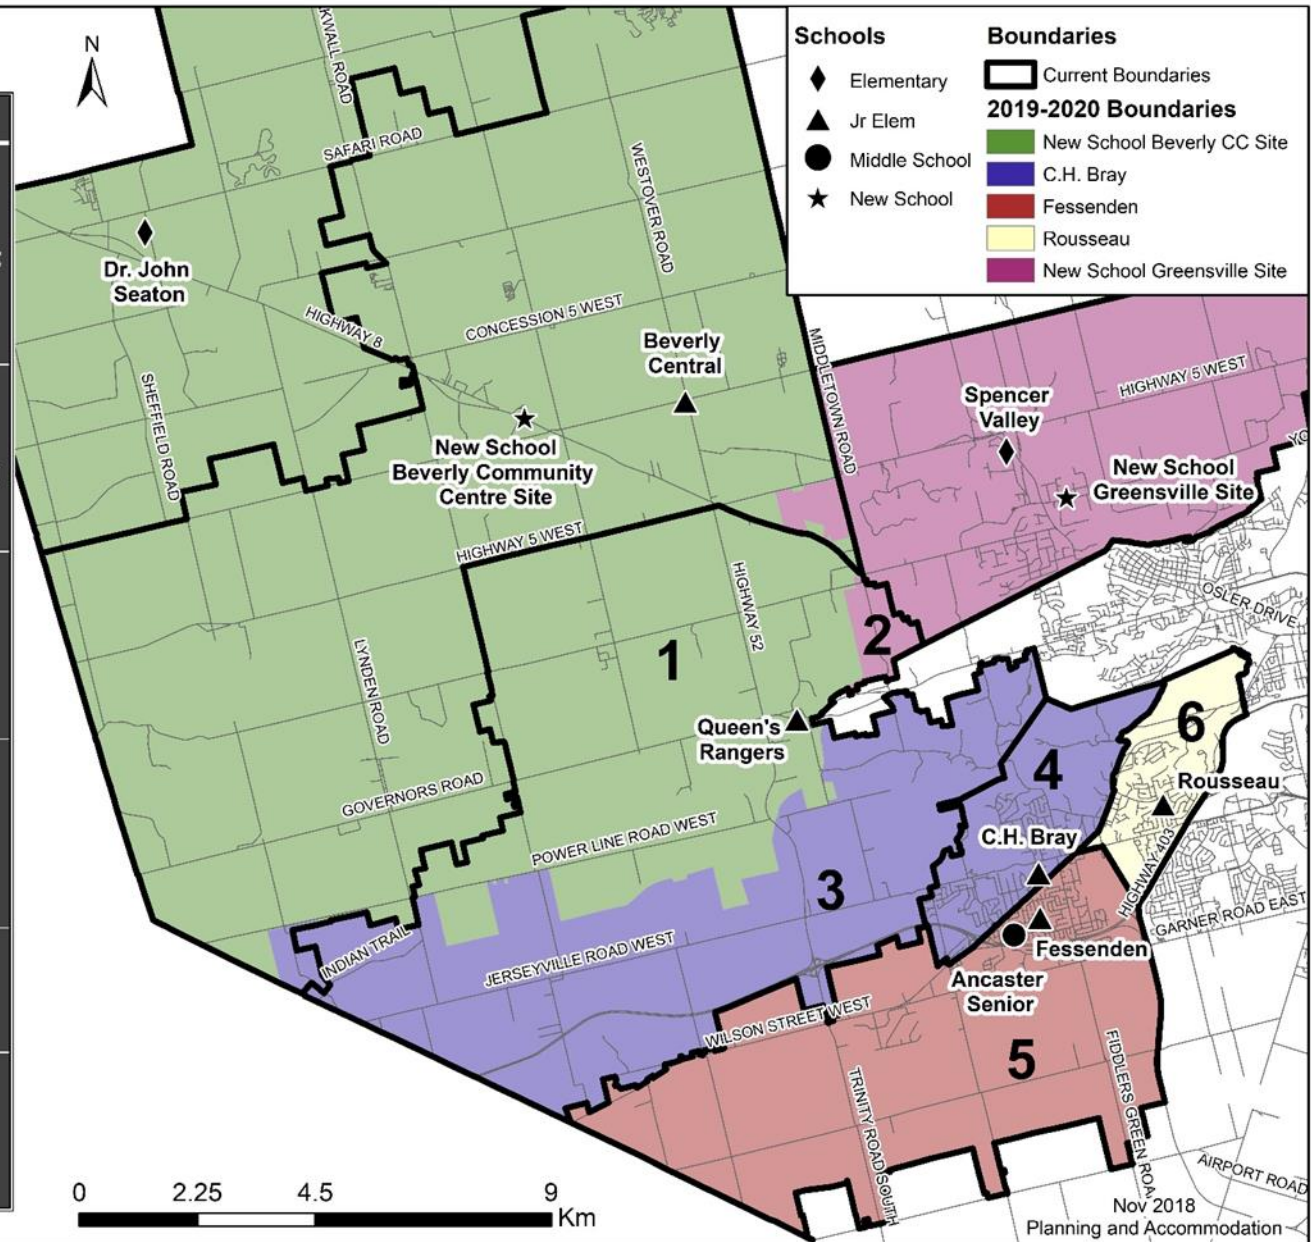 N
Schools
Elementary
Jr Elem
Middle School
New School
Boundaries
Current Boundaries
2019-2020 Boundaries
New School Beverly CC Site
C.H. Bray
Fessenden
Rousseau
New School Greensville Site
KWALL ROAD
SAFARI ROAD
WESTOVER ROAD
Dr. John
Seaton
HIGHWAY 8
CONCESSION 5 WEST
Beverly
Central
MIDDLETOWN ROAD
HIGHWAY 5 WEST
Spencer
Valley
SHEFFIELD ROAD
New School
Beverly Community
Centre Site
New School
Greensville Site
YO
HIGHWAY 5 WEST
HIGHWAY 52
OSLER DRIVE
1
2
LYNDEN ROAD
Queen's
Rangers
6
4
Rousseau
GOVERNORS ROAD
POWER LINE ROAD WEST
C.H. Bray
HIGHWAY 403
3
GARNER ROAD EAST
INDIAN TRAIL
JERSEYVILLE ROAD WEST
Fessenden
Ancaster
Senior
WILSON STREET WEST
5
TRINITY ROAD SOUTH
FIDDLERS GREEN ROA
AIRPORT ROAD
0 2.25 4.5 9
Km
Nov 2018
Planning and Accommodation